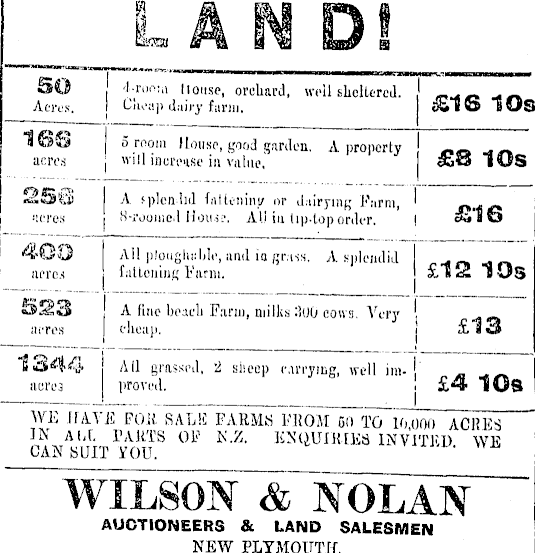 LAND!
50
Acres.
4-room House, orchard, well sheltered.
Cheap dairy farm.
£16 10s
166
acres
5 room House, good garden. A property
will increase in value.
£8 10s
256
acres
A splendid fattening or dairying Farm,
8-roomed House. All in tip-top order.
£16
400
acres
All ploughable, and in grass. A splendid
fattening Farm.
£12 10s
523
acres
A fine beach Farm, milks 300 cows. Very
cheap.
£13
1344
acres
All grassed, 2 sheep carrying, well im-
proved.
£4 10s
WE HAVE FOR SALE FARMS FROM 50 TO 10,000 ACRES
IN ALL PARTS OF N.Z. ENQUIRIES INVITED. WE
CAN SUIT YOU.
WILSON & NOLAN
AUCTIONEERS & LAND SALESMEN
NEW PLYMOUTH.